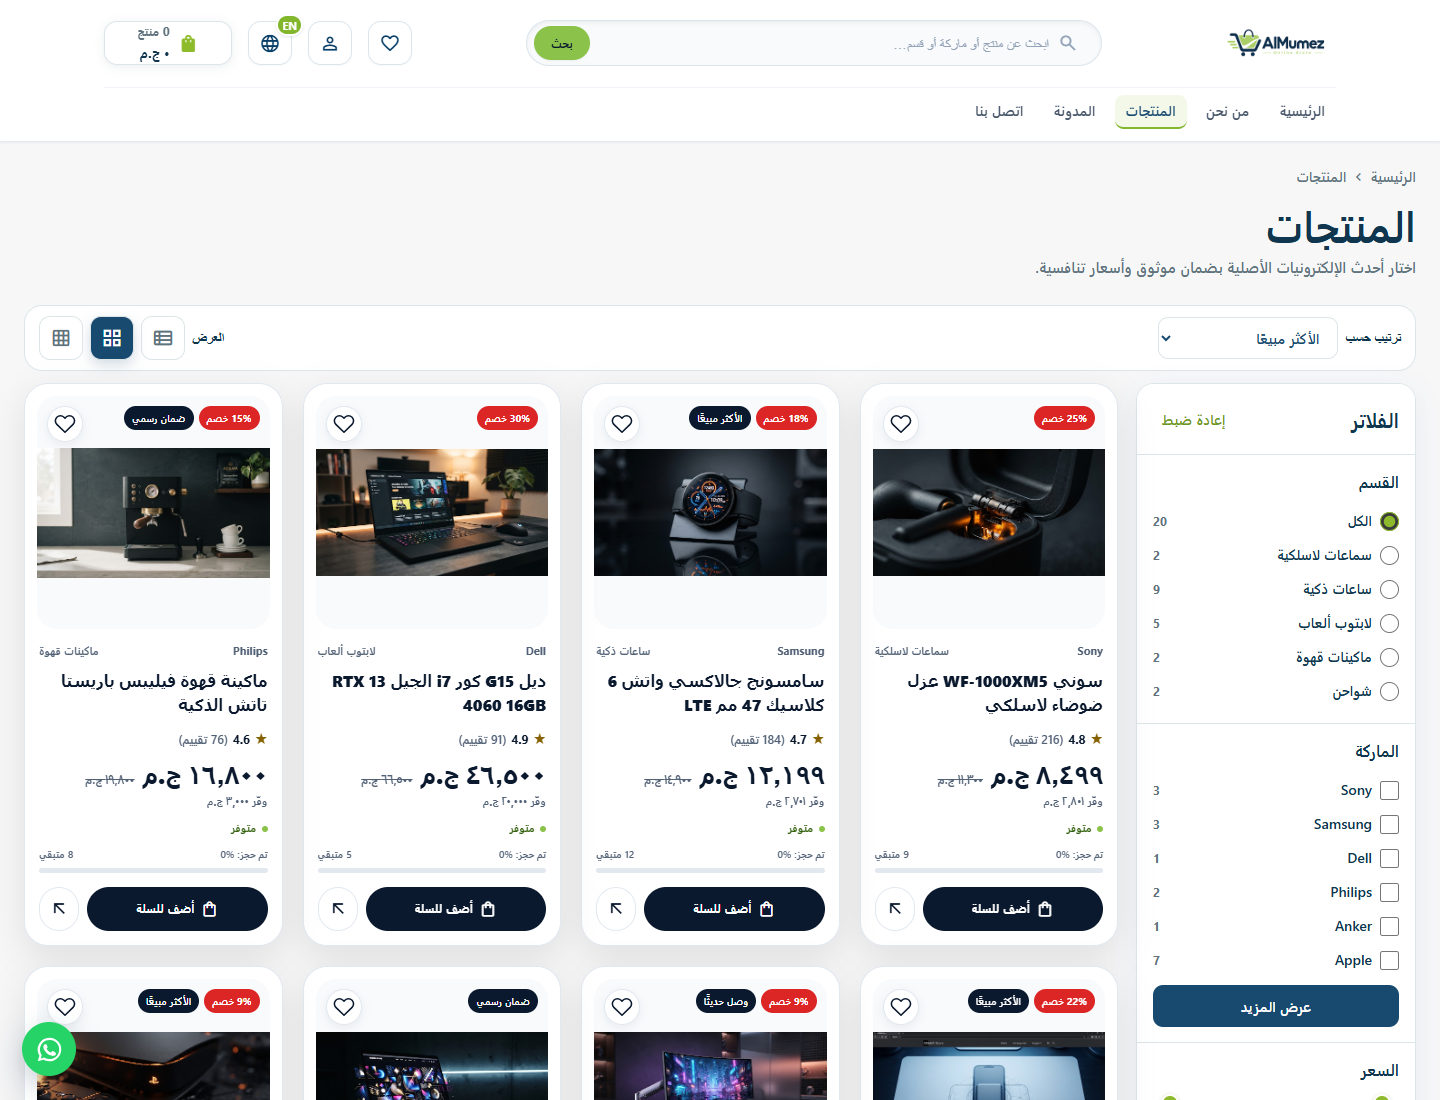 AlMumez
ابحث عن منتج أو ماركة أو قسم...
بحث
EN
0 منتج
٠ ج.م
الرئيسية
من نحن
المنتجات
المدونة
اتصل بنا
الرئيسية › المنتجات
المنتجات
اختار أحدث الإلكترونيات الأصلية بضمان موثوق وأسعار تنافسية.
ترتيب حسب
الأكثر مبيعًا
العرض
الفلاتر
إعادة ضبط
القسم
الكل 20
سماعات لاسلكية 2
ساعات ذكية 9
لابتوب ألعاب 5
ماكينات قهوة 2
شواحن 2
الماركة
Sony 3
Samsung 3
Dell 1
Philips 2
Anker 1
Apple 7
عرض المزيد
السعر
25% خصم
Sony
سماعات لاسلكية
سوني WF-1000XM5 عزل
ضوضاء لاسلكي
★ 4.8 (216 تقييم)
٨,٤٩٩ ج.م ١١,٣٠٠ ج.م
وفّر ٢,٨٠١ ج.م
متوفر
تم حجز: 0%
9 متبقي
أضف للسلة
18% خصم
الأكثر مبيعًا
Samsung
ساعات ذكية
سامسونج جالاكسي واتش 6
كلاسيك 47 مم LTE
★ 4.7 (184 تقييم)
١٢,١٩٩ ج.م ١٤,٩٠٠ ج.م
وفّر ٢,٧٠١ ج.م
متوفر
تم حجز: 0%
12 متبقي
أضف للسلة
30% خصم
Dell
لابتوب ألعاب
ديل G15 كور i7 الجيل 13 RTX
4060 16GB
★ 4.9 (91 تقييم)
٤٦,٥٠٠ ج.م ٦٦,٥٠٠ ج.م
وفّر ٢٠,٠٠٠ ج.م
متوفر
تم حجز: 0%
5 متبقي
أضف للسلة
15% خصم
ضمان رسمي
Philips
ماكينات قهوة
ماكينة قهوة فيليبس باريستا
تاتش الذكية
★ 4.6 (76 تقييم)
١٦,٨٠٠ ج.م ١٩,٨٠٠ ج.م
وفّر ٣,٠٠٠ ج.م
متوفر
تم حجز: 0%
8 متبقي
أضف للسلة
22% خصم
الأكثر مبيعًا
9% خصم
وصل حديثًا
ضمان رسمي
9% خصم
الأكثر مبيعًا